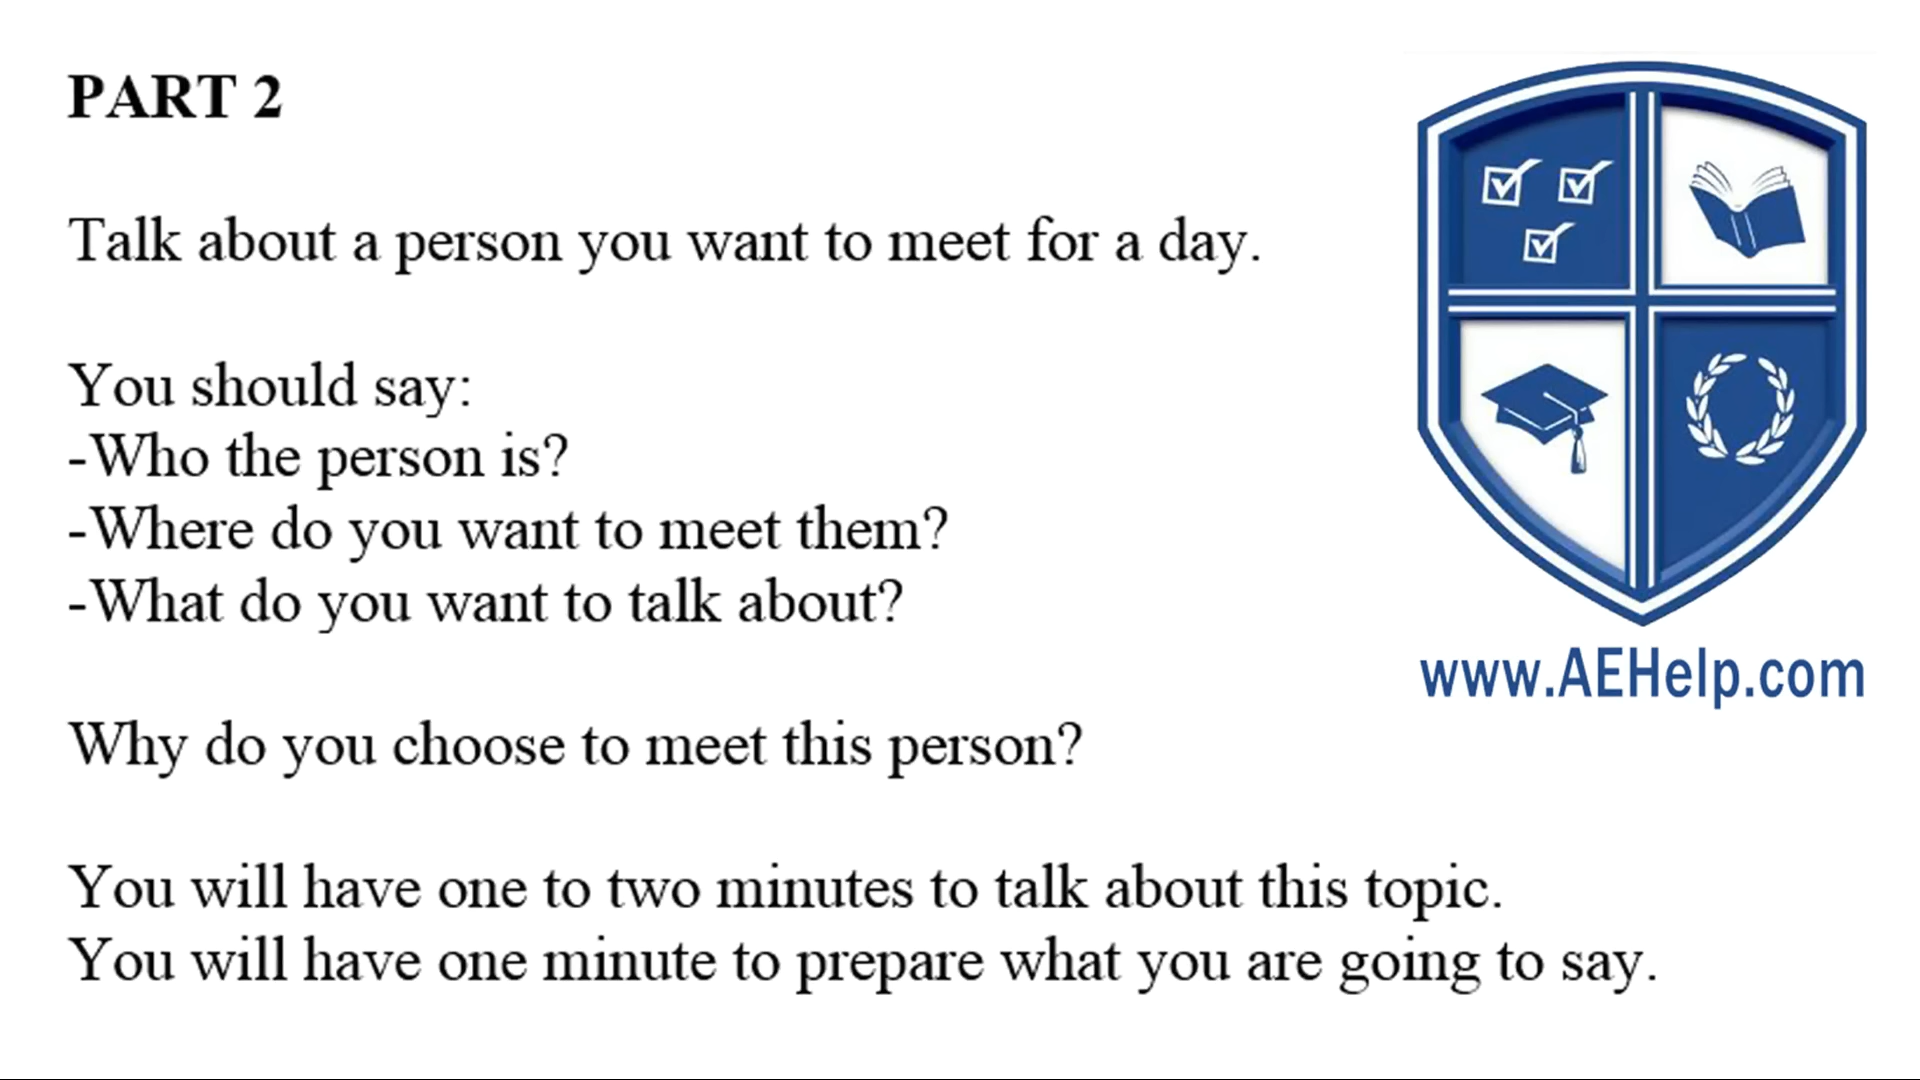 PART 2
Talk about a person you want to meet for a day.
You should say:
-Who the person is?
-Where do you want to meet them?
-What do you want to talk about?
Why do you choose to meet this person?
You will have one to two minutes to talk about this topic.
You will have one minute to prepare what you are going to say.
www.AEHelp.com